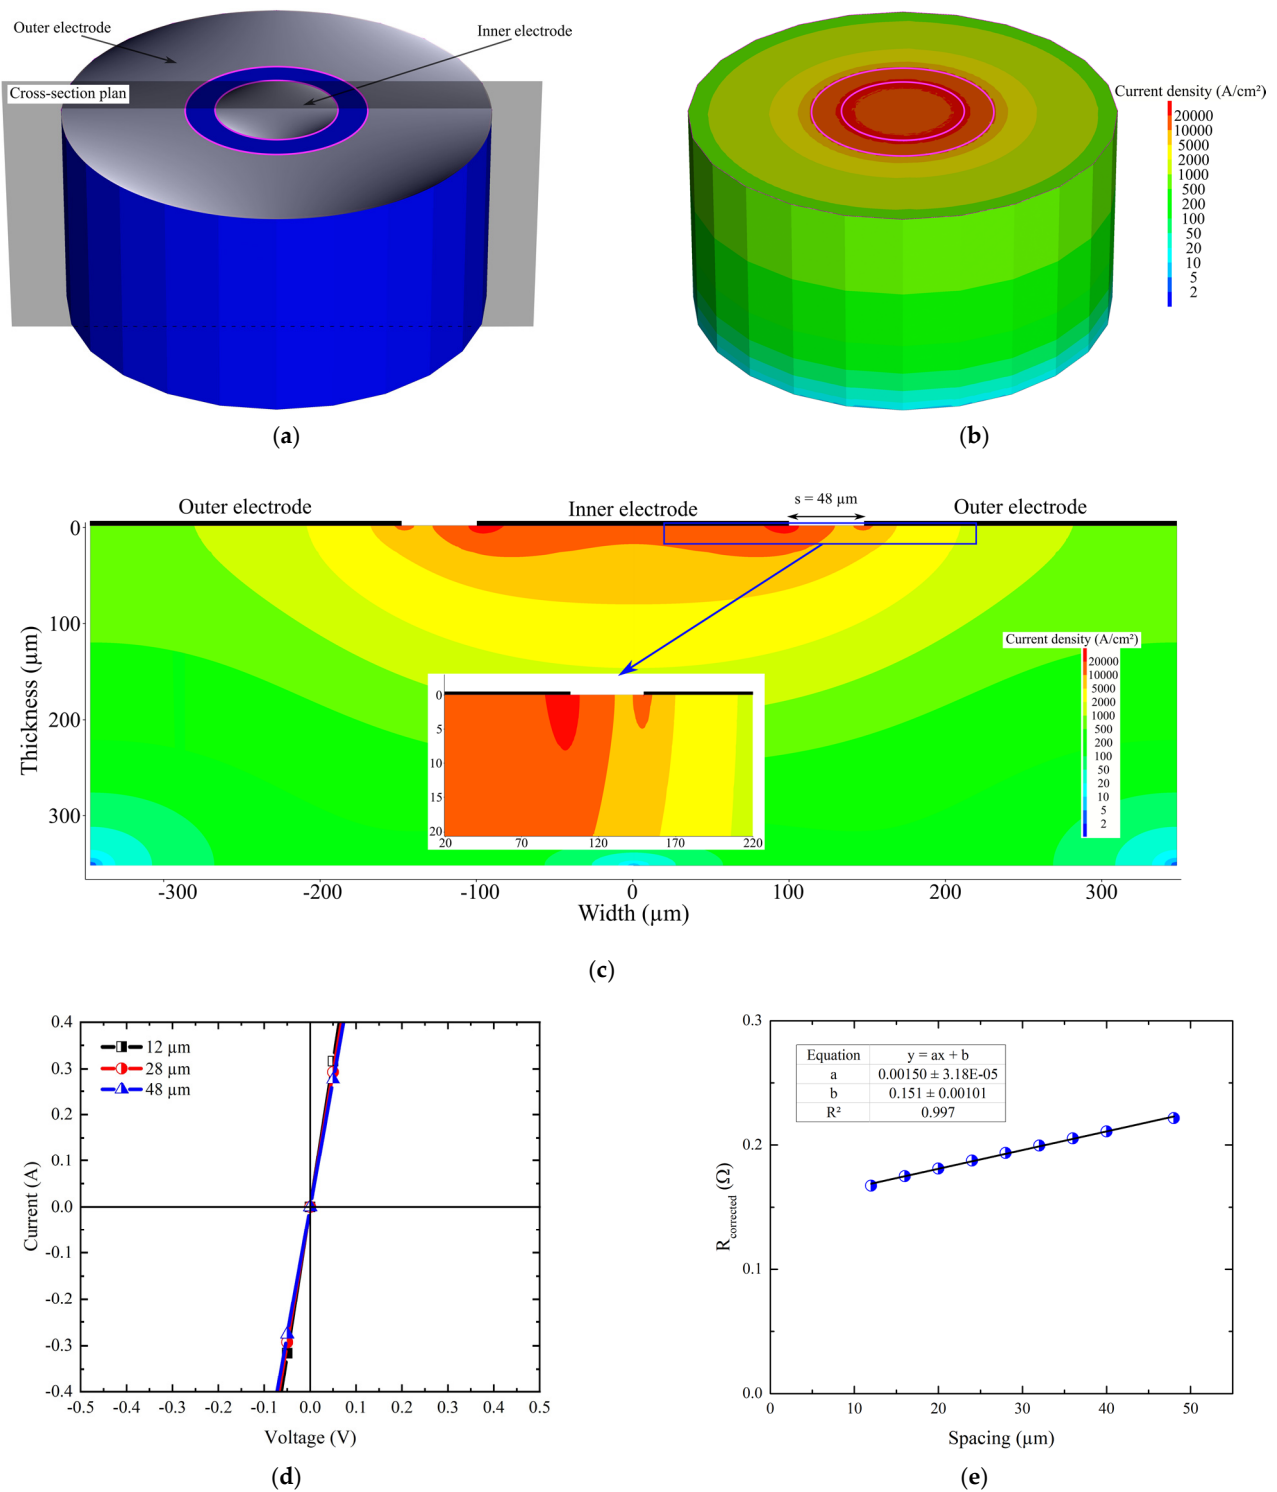 Outer electrode
Inner electrode
Cross-section plan
(a)
Current density (A/cm²)
20000
10000
5000
2000
1000
500
200
100
50
20
10
5
2
(b)
Outer electrode
Inner electrode
s = 48 µm
Outer electrode
0
100
200
300
Thickness (µm)
-300
-200
-100
0
100
200
300
Width (µm)
Current density (A/cm²)
20000
10000
5000
2000
1000
500
200
100
50
20
10
5
2
0
5
10
15
20
20
70
120
170
220
(c)
0.4
0.3
0.2
0.1
0.0
-0.1
-0.2
-0.3
-0.4
Current (A)
12 µm
28 µm
48 µm
-0.5 -0.4 -0.3 -0.2 -0.1 0.0 0.1 0.2 0.3 0.4 0.5
Voltage (V)
(d)
0.3
0.2
0.1
0.0
R corrected (Ω)
Equation y = ax + b
a 0.00150 ± 3.18E-05
b 0.151 ± 0.00101
R² 0.997
0 10 20 30 40 50
Spacing (µm)
(e)